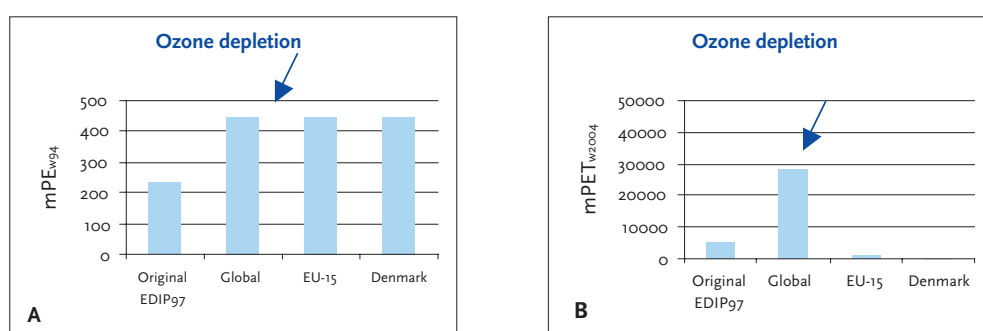 Ozone depletion
mPEw94
500
400
300
200
100
0
Original EDIP97
Global
EU-15
Denmark
A
Ozone depletion
mPETw2004
50000
40000
30000
20000
10000
0
Original EDIP97
Global
EU-15
Denmark
B